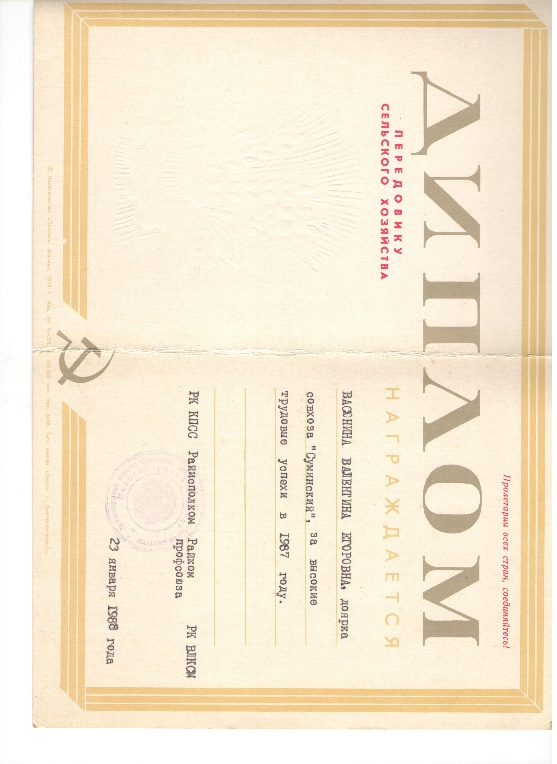 Пролетарии всех стран, соединяйтесь!
ДИПЛОМ
ПЕРЕДОВИКУ
СЕЛЬСКОГО ХОЗЯЙСТВА
НАГРАЖДАЕТСЯ
ВАСЮНИНА ВАЛЕНТИНА ЕГОРОВНА, доярка
совхоза "Суминский", за высокие
трудовые успехи в 1987 году.
РК КПСС Райисполком Райком РК ВЛКСМ
профсоюза
23 января 1988 года